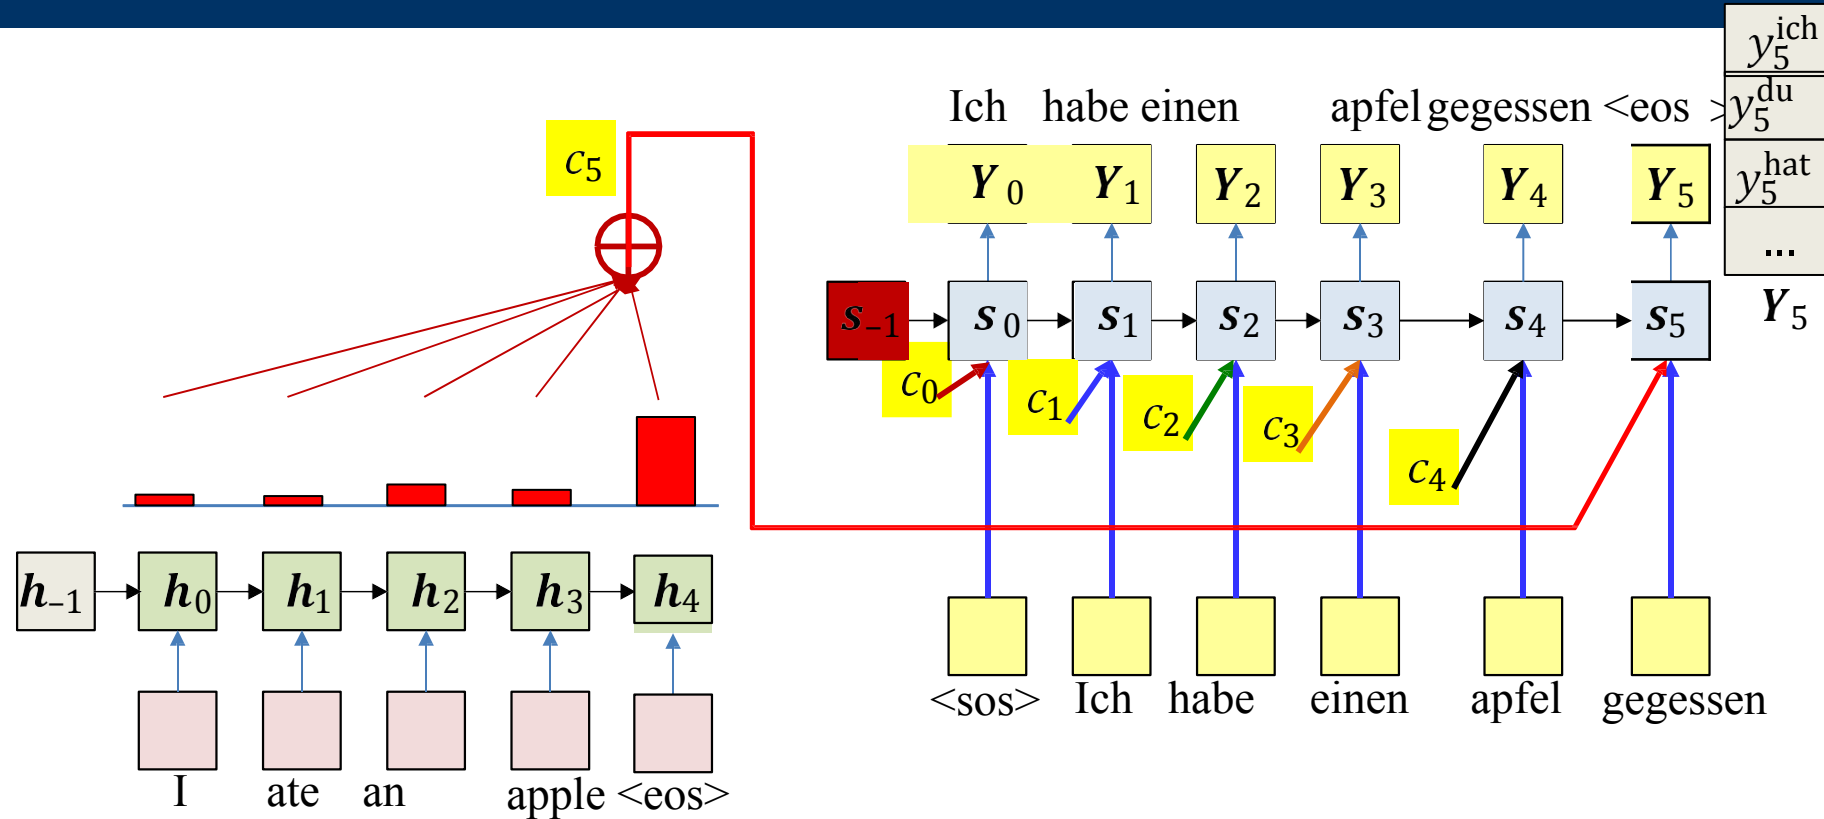 y₅ⁱᶜʰ
Ich habe einen apfel gegessen <eos >
y₅ᵈᵘ
c₅
Y₀ Y₁ Y₂ Y₃ Y₄ Y₅
y₅ʰᵃᵗ
...
s₋₁ s₀ s₁ s₂ s₃ s₄ s₅
Y₅
c₀ c₁ c₂ c₃ c₄
h₋₁ h₀ h₁ h₂ h₃ h₄
<sos> Ich habe einen apfel gegessen
I ate an apple <eos>